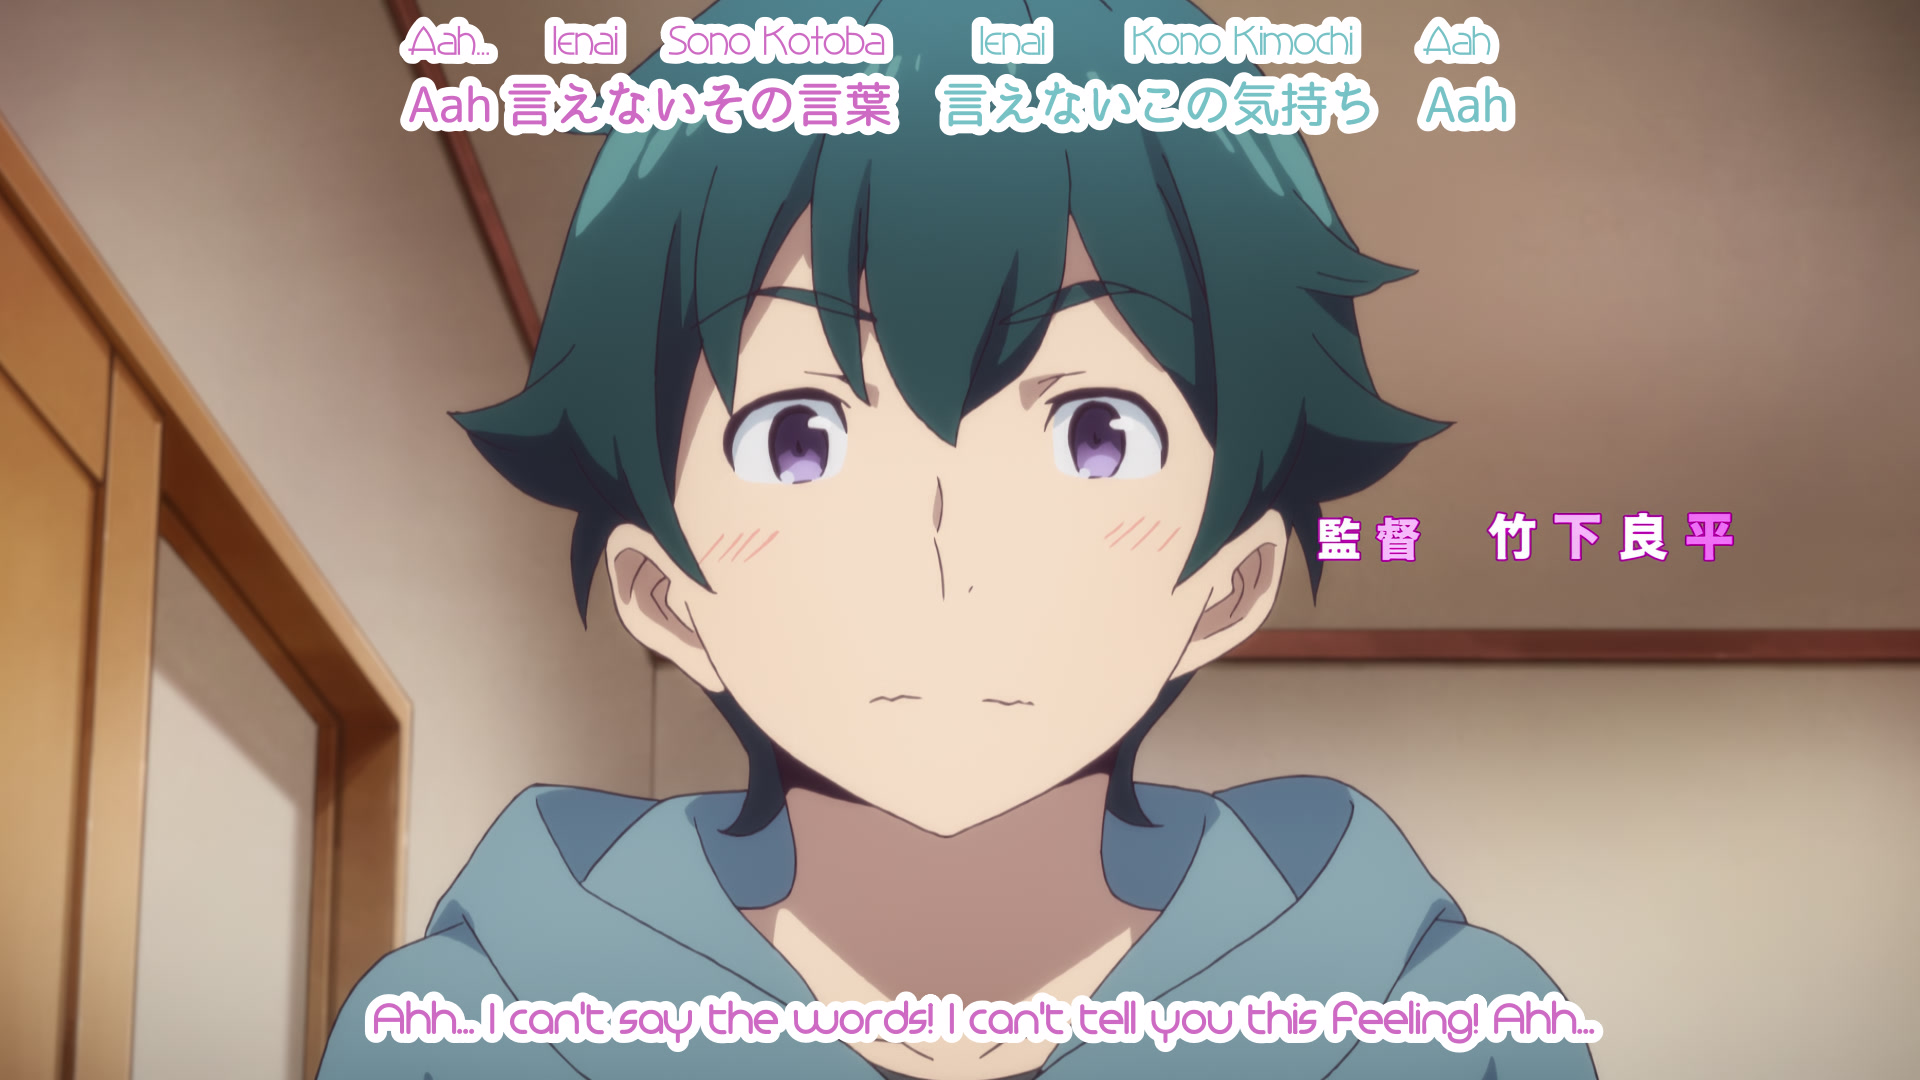 Aah... Ienai Sono Kotoba Ienai Kono Kimochi Aah
Aah 言えないその言葉 言えないこの気持ち Aah
監督 竹下良平
Ahh... I can't say the words! I can't tell you this feeling! Ahh...